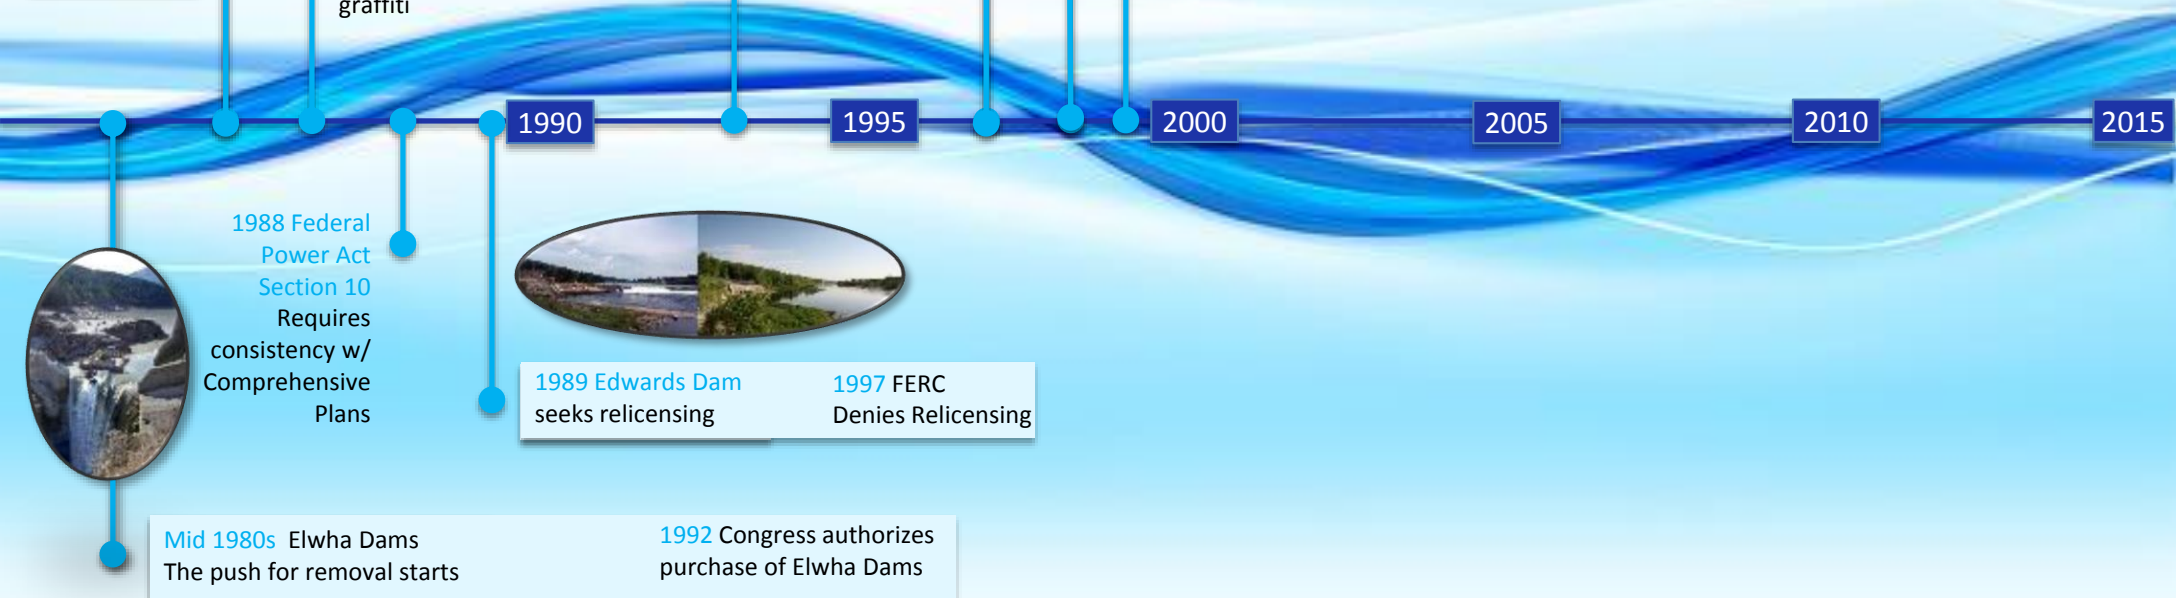 graffiti
1990
1995
2000
2005
2010
2015
1988 Federal
Power Act
Section 10
Requires
consistency w/
Comprehensive
Plans
1989 Edwards Dam
seeks relicensing
1997 FERC
Denies Relicensing
Mid 1980s Elwha Dams
The push for removal starts
1992 Congress authorizes
purchase of Elwha Dams